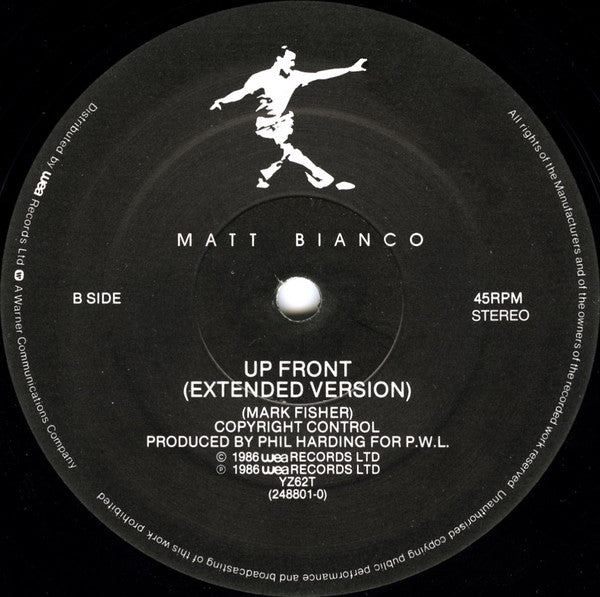 MATT BIANCO
B SIDE
45RPM
STEREO
UP FRONT
(EXTENDED VERSION)
(MARK FISHER)
COPYRIGHT CONTROL
PRODUCED BY PHIL HARDING FOR P.W.L.
© 1986 wea RECORDS LTD
℗ 1986 wea RECORDS LTD
YZ62T
(248801-0)
Distributed by wea Records Ltd W A Warner Communications Company
All rights of the Manufacturers and of the owners of the recorded work reserved Unauthorised copying public performance and broadcasting of this work prohibited